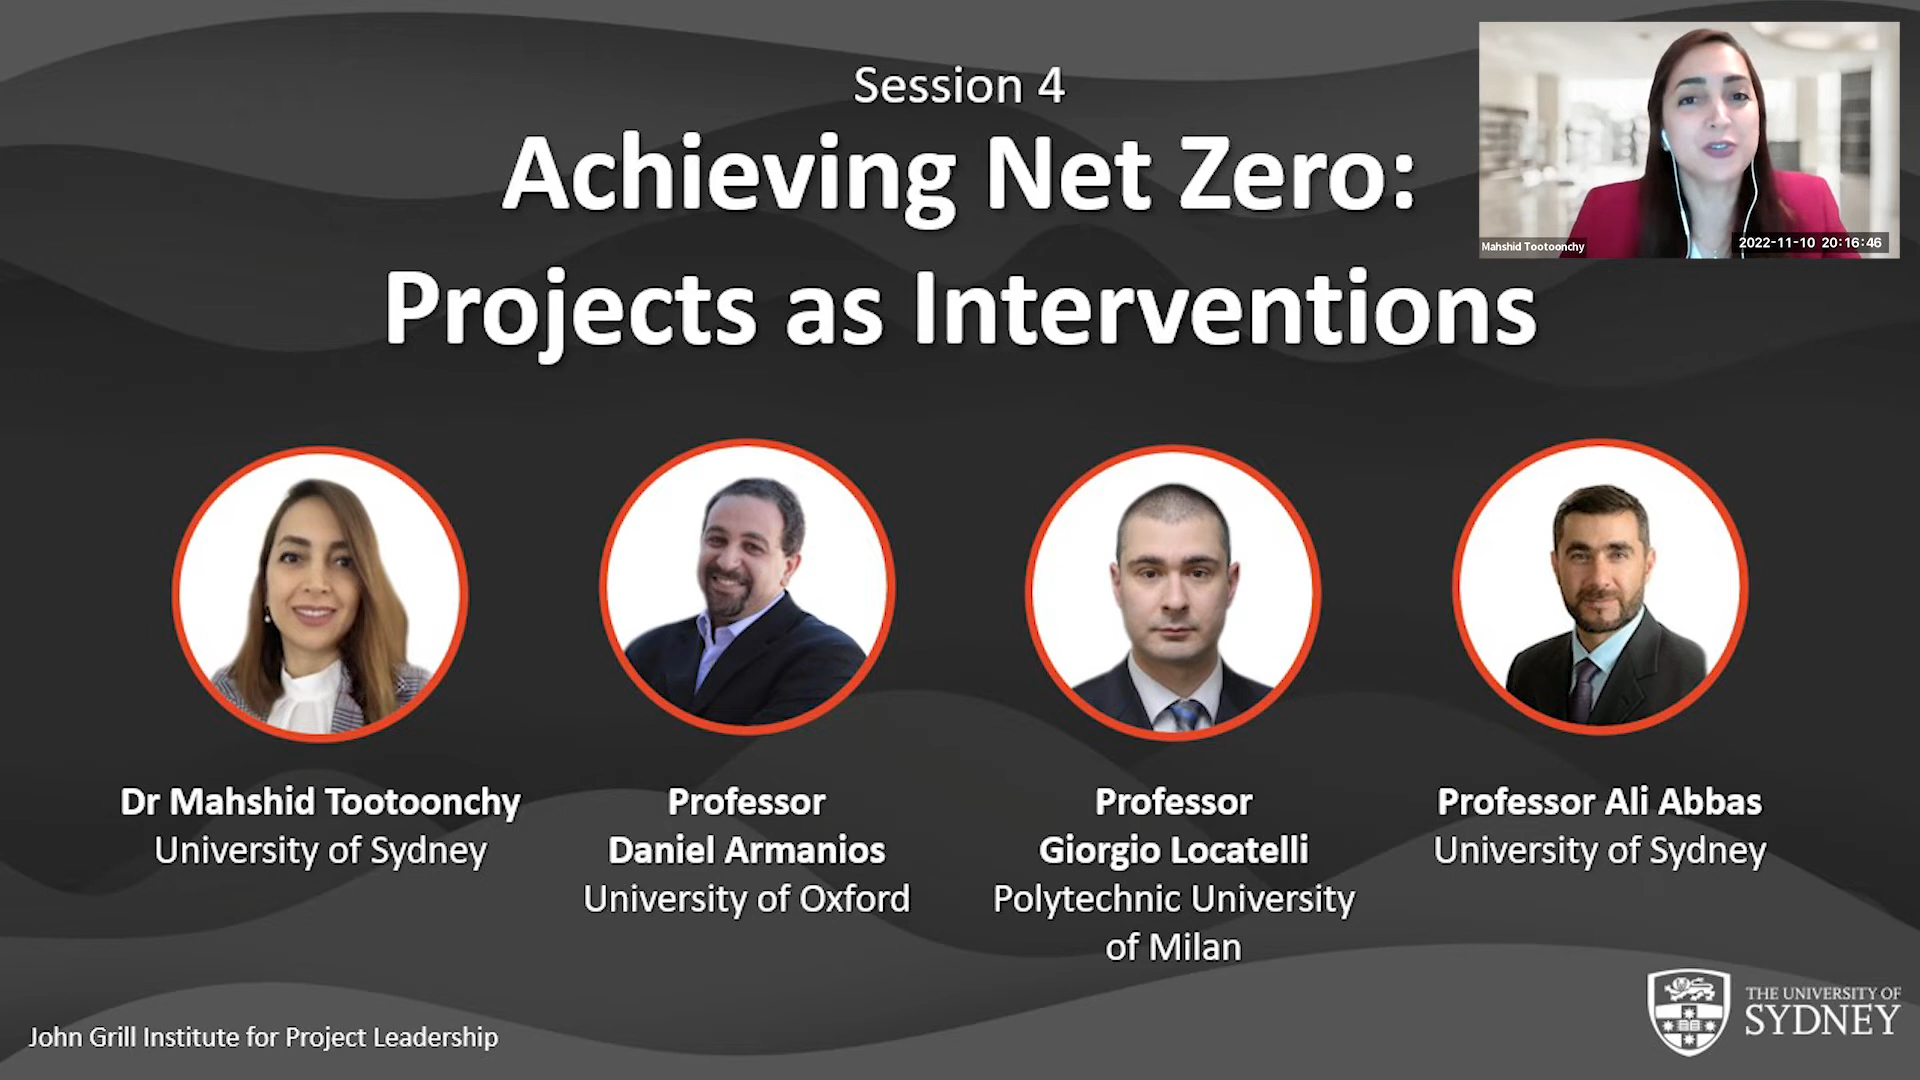 Session 4
Achieving Net Zero:
Projects as Interventions
Mahshid Tootoonchy
2022-11-10 20:16:46
Dr Mahshid Tootoonchy
University of Sydney
Professor
Daniel Armanios
University of Oxford
Professor
Giorgio Locatelli
Polytechnic University
of Milan
Professor Ali Abbas
University of Sydney
John Grill Institute for Project Leadership
THE UNIVERSITY OF
SYDNEY